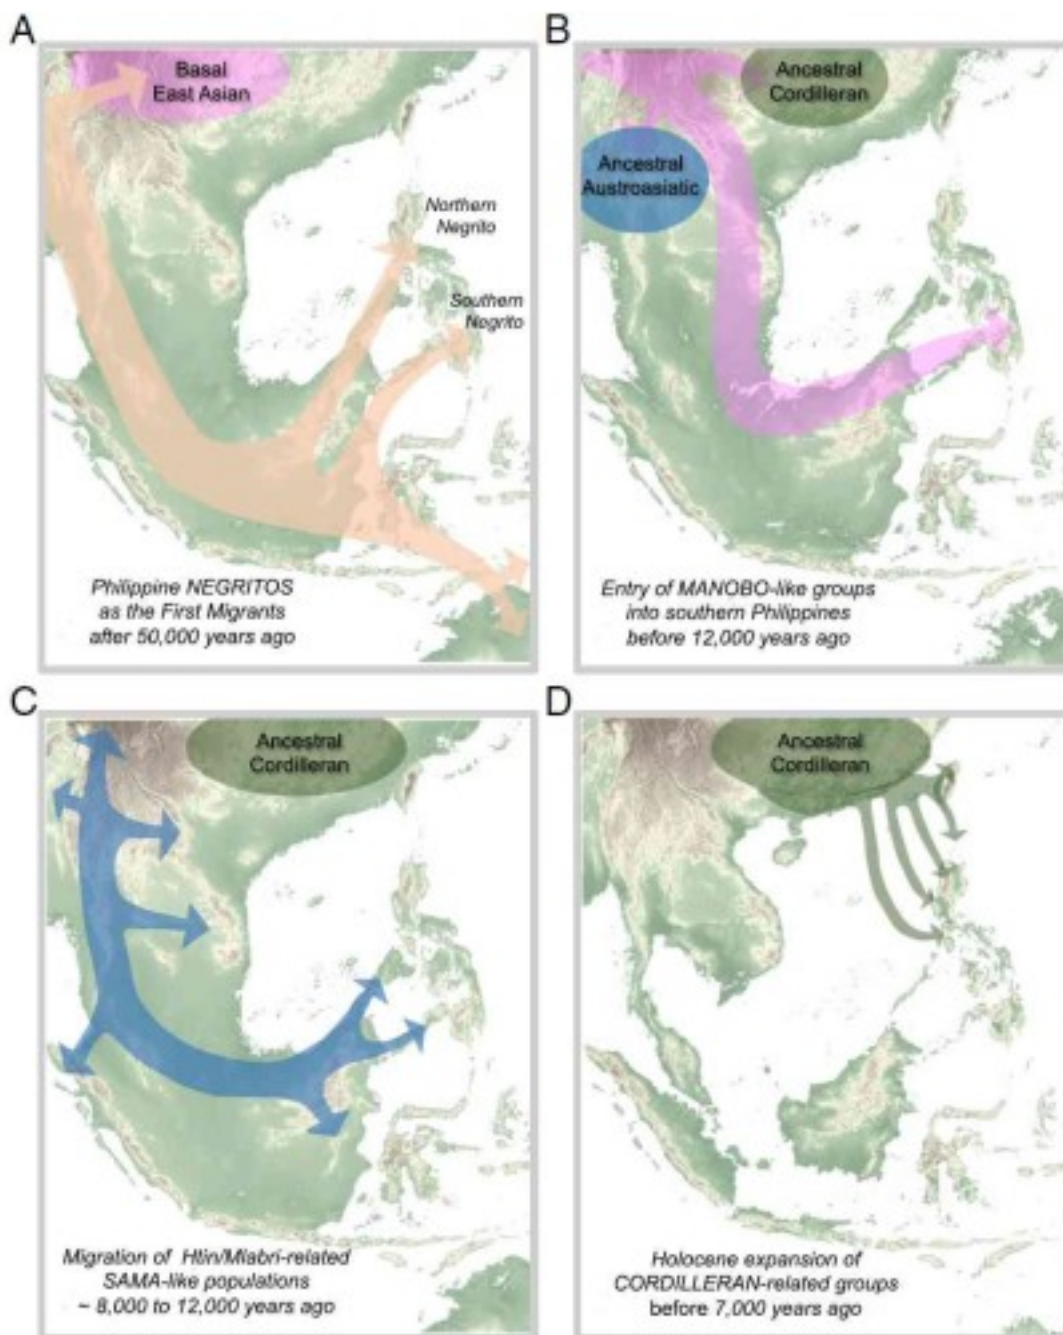 A
Basal
East Asian
Northern
Negrito
Southern
Negrito
Philippine NEGRITOS
as the First Migrants
after 50,000 years ago
B
Ancestral
Cordilleran
Ancestral
Austroasiatic
Entry of MANOBO-like groups
into southern Philippines
before 12,000 years ago
C
Ancestral
Cordilleran
Migration of Htin/Mlabri-related
SAMA-like populations
~ 8,000 to 12,000 years ago
D
Ancestral
Cordilleran
Holocene expansion of
CORDILLERAN-related groups
before 7,000 years ago